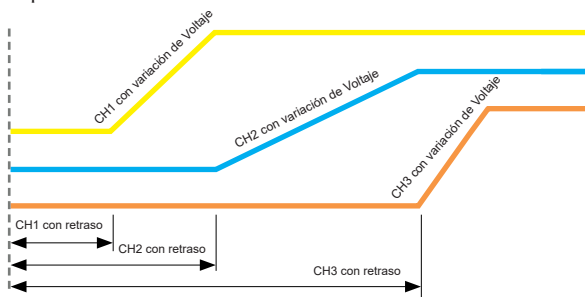 CH1 con variación de Voltaje
CH2 con variación de Voltaje
CH3 con variación de Voltaje
CH1 con retraso
CH2 con retraso
CH3 con retraso